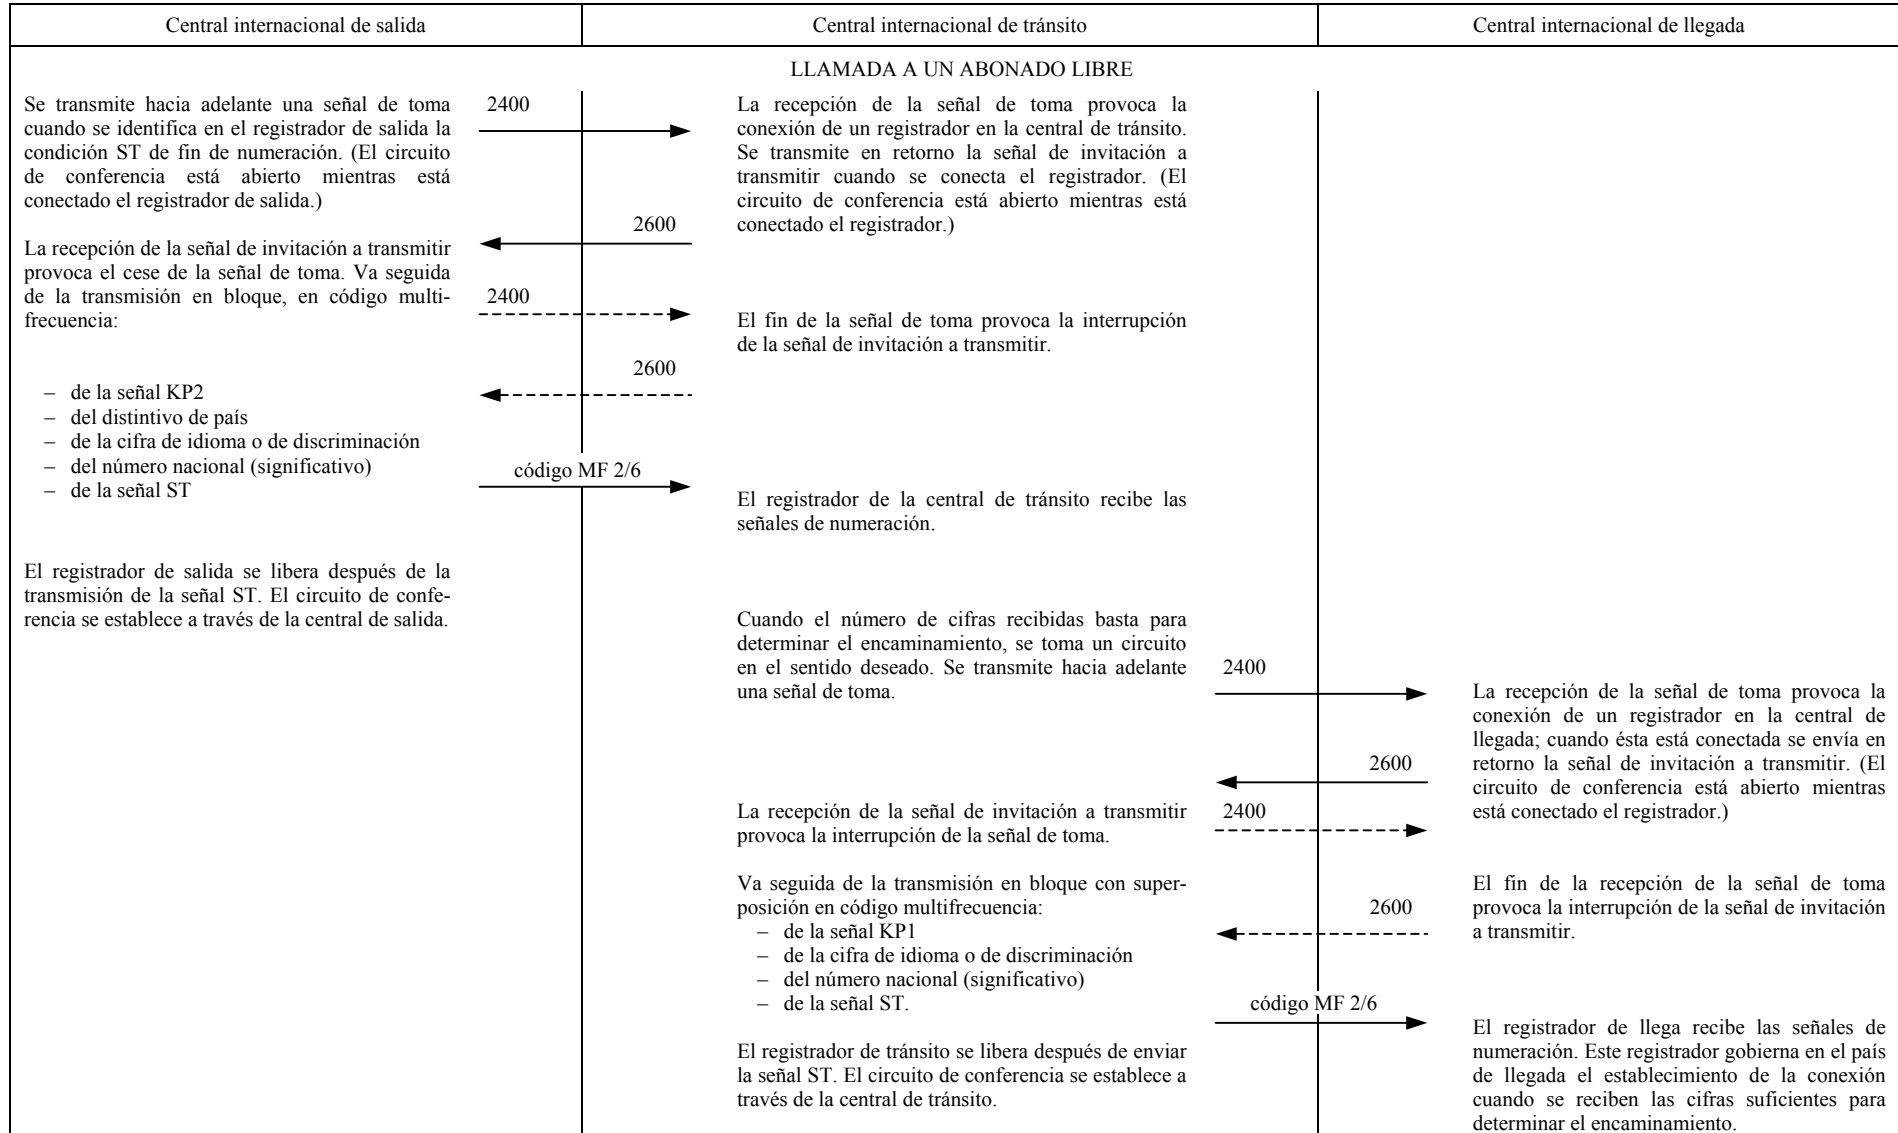 Central internacional de salida
Central internacional de tránsito
Central internacional de llegada
LLAMADA A UN ABONADO LIBRE
Se transmite hacia adelante una señal de toma
cuando se identifica en el registrador de salida la
condición ST de fin de numeración. (El circuito
de conferencia está abierto mientras está
conectado el registrador de salida.)
2400
La recepción de la señal de toma provoca la
conexión de un registrador en la central de tránsito.
Se transmite en retorno la señal de invitación a
transmitir cuando se conecta el registrador. (El
circuito de conferencia está abierto mientras está
conectado el registrador.)
2600
La recepción de la señal de invitación a transmitir
provoca el cese de la señal de toma. Va seguida
de la transmisión en bloque, en código multi-
frecuencia:
2400
El fin de la señal de toma provoca la interrupción
de la señal de invitación a transmitir.
2600
– de la señal KP2
– del distintivo de país
– de la cifra de idioma o de discriminación
– del número nacional (significativo)
– de la señal ST
código MF 2/6
El registrador de la central de tránsito recibe las
señales de numeración.
El registrador de salida se libera después de la
transmisión de la señal ST. El circuito de confe-
rencia se establece a través de la central de salida.
Cuando el número de cifras recibidas basta para
determinar el encaminamiento, se toma un circuito
en el sentido deseado. Se transmite hacia adelante
una señal de toma.
2400
La recepción de la señal de toma provoca la
conexión de un registrador en la central de
llegada; cuando ésta está conectada se envía en
retorno la señal de invitación a transmitir. (El
circuito de conferencia está abierto mientras
está conectado el registrador.)
2600
La recepción de la señal de invitación a transmitir
provoca la interrupción de la señal de toma.
2400
Va seguida de la transmisión en bloque con super-
posición en código multifrecuencia:
– de la señal KP1
– de la cifra de idioma o de discriminación
– del número nacional (significativo)
– de la señal ST.
El fin de la recepción de la señal de toma
provoca la interrupción de la señal de invitación
a transmitir.
2600
código MF 2/6
El registrador de tránsito se libera después de enviar
la señal ST. El circuito de conferencia se establece a
través de la central de tránsito.
El registrador de llega recibe las señales de
numeración. Este registrador gobierna en el país
de llegada el establecimiento de la conexión
cuando se reciben las cifras suficientes para
determinar el encaminamiento.